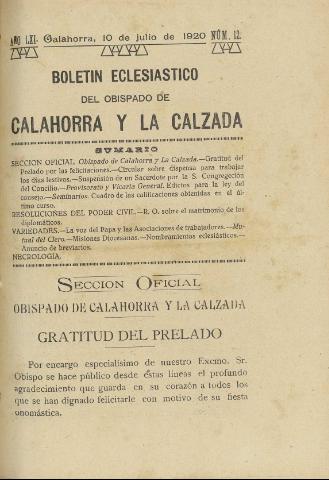 AÑO LXI- Calahorra, 10 de julio de 1920 NÚM. 12.
BOLETIN ECLESIASTICO
DEL OBISPADO DE
CALAHORRA Y LA CALZADA
SUMARIO
SECCION OFICIAL. Obispado de Calahorra y La Calzada.—Gratitud del
Prelado por las felicitaciones.—Circular sobre dispensa para trabajar
los dias festivos.—Suspensión de un Sacerdote por la S. Congregación
del Concilio.—Provisorato y Vicaria General. Edictos para la ley del
consejo.—Seminarios. Cuadro de las calificaciones obtenidas en el úl-
timo curso.
RESOLUCIONES DEL PODER CIVIL.—R. O. sobre el matrimonio de los
diplomáticos.
VARIEDADES.—La voz del Papa y las Asociaciones de trabajadores.—Mu-
tual del Clero.—Misiones Diocesanas.—Nombramientos eclesiásticos.—
Anuncio de breviarios.
NECROLOGIA.
SECCION OFICIAL
OBISPADO DE CALAHORRA Y LA CALZADA
GRATITUD DEL PRELADO
Por encargo especialísimo de nuestro Excmo. Sr.
Obispo se hace público desde éstas líneas el profundo
agradecimiento que guarda en su corazón a todos los
que se han dignado felicitarle con motivo de su fiesta
onomástica.